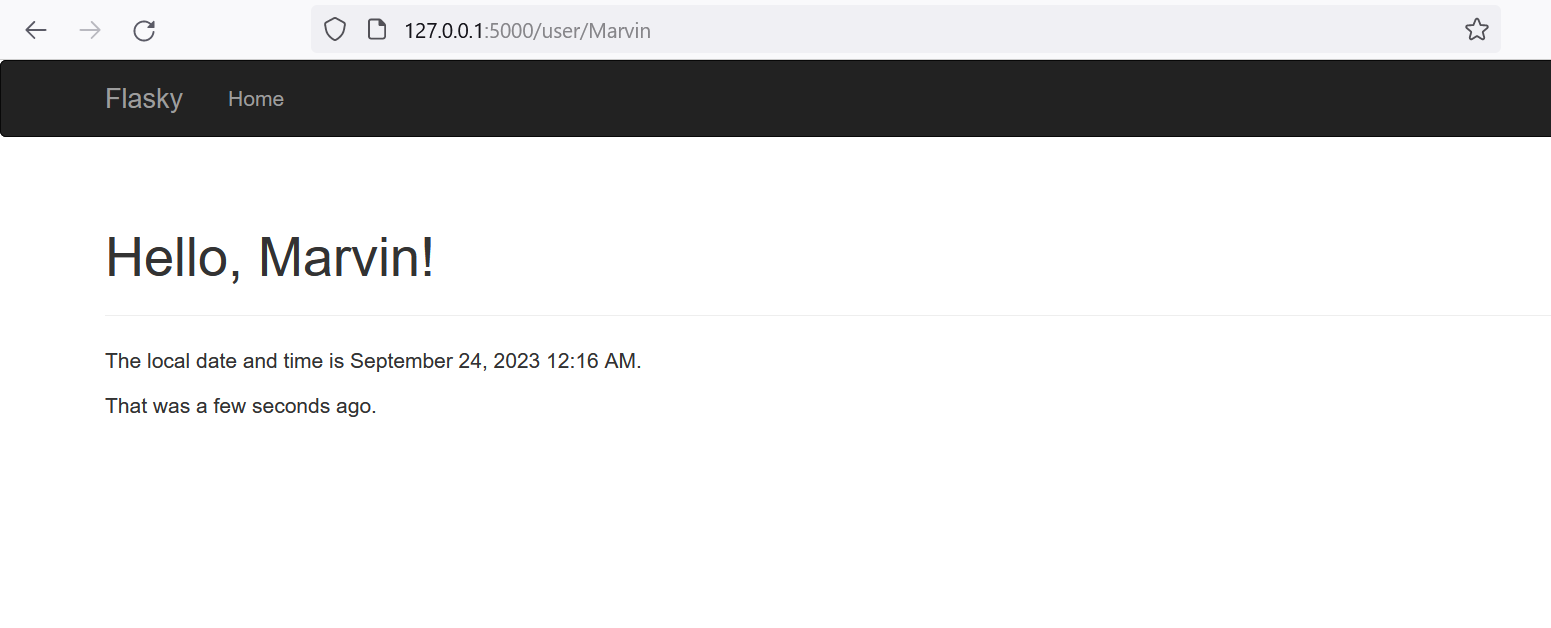 127.0.0.1:5000/user/Marvin
Flasky Home
Hello, Marvin!
The local date and time is September 24, 2023 12:16 AM.
That was a few seconds ago.